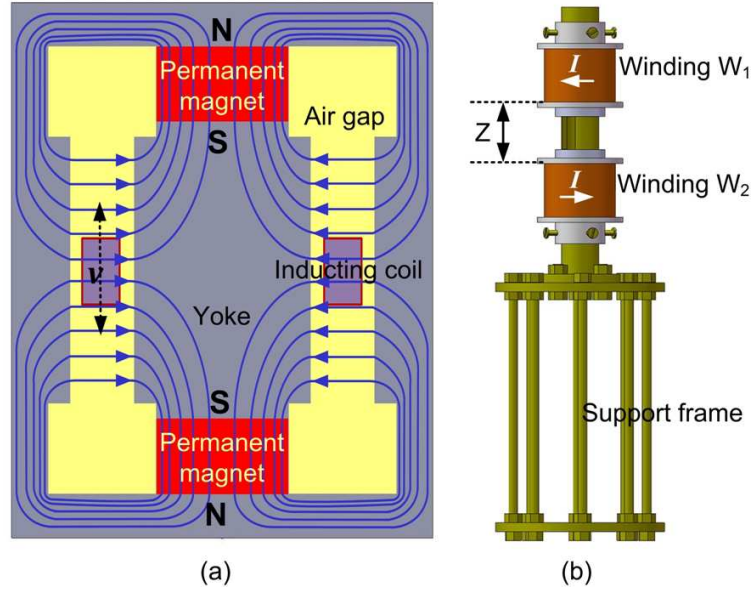 N
Permanent
magnet
S
Air gap
v
Inducting coil
Yoke
S
Permanent
magnet
N
(a)
I
Winding W₁
Z
I
Winding W₂
Support frame
(b)